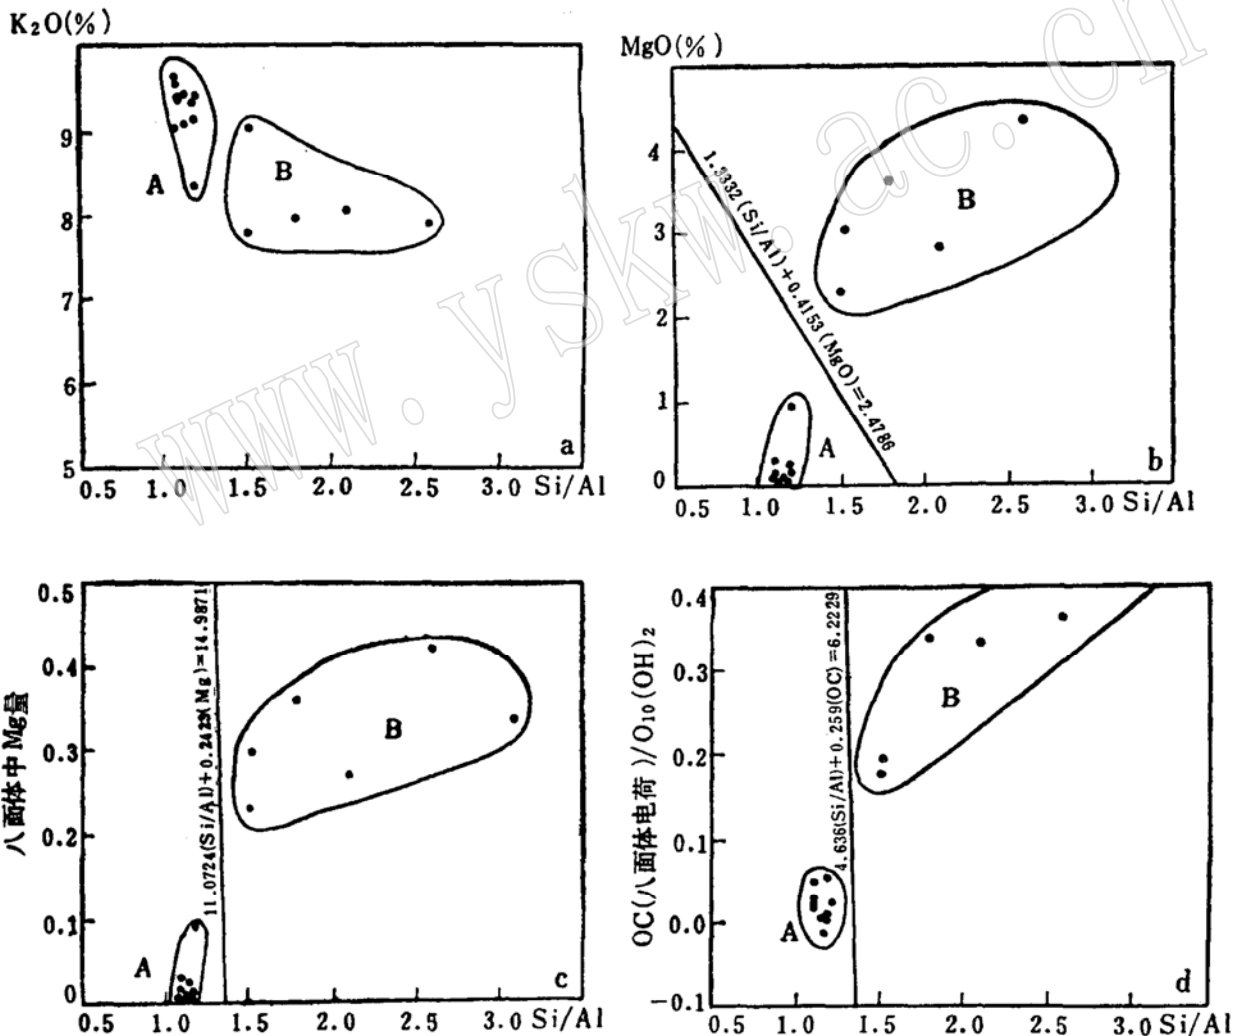 K₂O(%)
9
8
7
6
5
A
B
a
0.5 1.0 1.5 2.0 2.5 3.0 Si/Al
MgO(%)
4
3
2
1
0
1.3332(Si/Al)+0.4153(MgO)=2.4786
B
A
b
0.5 1.0 1.5 2.0 2.5 3.0 Si/Al
八面体中Mg量
0.5
0.4
0.3
0.2
0.1
0
11.0724(Si/Al)+0.2429(Mg)=14.9871
B
A
c
0.5 1.0 1.5 2.0 2.5 3.0 Si/Al
OC(八面体电荷)/O₁₀(OH)₂
0.4
0.3
0.2
0.1
0.0
-0.1
4.636(Si/Al)+0.259(OC)=6.2229
B
A
d
0.5 1.0 1.5 2.0 2.5 3.0 Si/Al
www.yskw.ac.cn